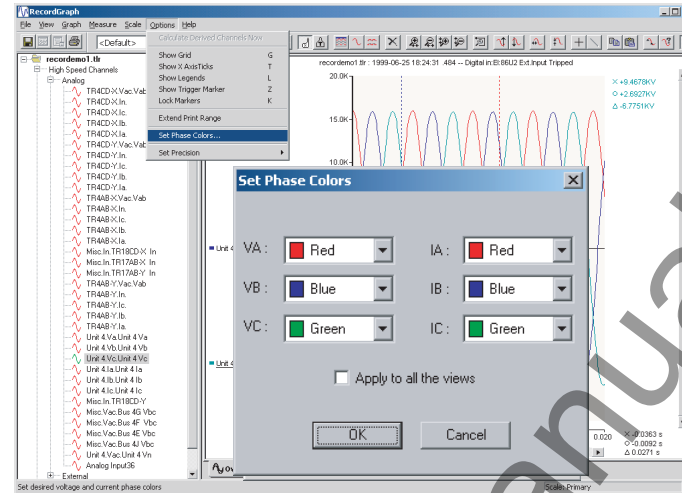 RecordGraph
File View Graph Measure Scale Options Help
<Default>
Calculate Derived Channels Now
Show Grid G
Show X AxisTicks T
Show Legends L
Show Trigger Marker Z
Lock Markers K
Extend Print Range
Set Phase Colors...
Set Precision
recordemo1.tlr
High Speed Channels
Analog
TR4CD-X.Vac.Vab
TR4CD-X.In.
TR4CD-X.Ic.
TR4CD-X.Ib.
TR4CD-X.Ia.
TR4CD-Y.Vac.Vab
TR4CD-Y.In.
TR4CD-Y.Ic.
TR4CD-Y.Ib.
TR4CD-Y.Ia.
TR4AB-X.Vac.Vab
TR4AB-X.In.
TR4AB-X.Ic.
TR4AB-X.Ib.
TR4AB-X.Ia.
Misc.In.TR18CD-X In
Misc.In.TR17AB-X In
Misc.In.TR17AB-Y In
TR4AB-Y.Vac.Vab
TR4AB-Y.In.
TR4AB-Y.Ic.
TR4AB-Y.Ib.
TR4AB-Y.Ia.
Unit 4.Va.Unit 4 Va
Unit 4.Vb.Unit 4 Vb
Unit 4.Vc.Unit 4 Vc
Unit 4.Ia.Unit 4 Ia
Unit 4.Ib.Unit 4 Ib
Unit 4.Ic.Unit 4 Ic
Misc.In.TR18CD-Y
Misc.Vac.Bus 4G Vbc
Misc.Vac.Bus 4F Vbc
Misc.Vac.Bus 4E Vbc
Misc.Vac.Bus 4J Vbc
Unit 4.Vac.Unit 4 Vn
Analog Input36
External
recordemo1.tlr : 1999-06-25 18:24:31 .484 -- Digital in:EI:86U2 Ext.Input Tripped
20.0K
15.0K
10.0K
×+9.4678KV
○+2.6927KV
△-6.7751KV
Unit 4
Unit 4
Set Phase Colors
VA : Red IA : Red
VB : Blue IB : Blue
VC : Green IC : Green
Apply to all the views
OK Cancel
0.020
×-0.0363 s
○-0.0092 s
△ 0.0271 s
Set desired voltage and current phase colors
Scale: Primary